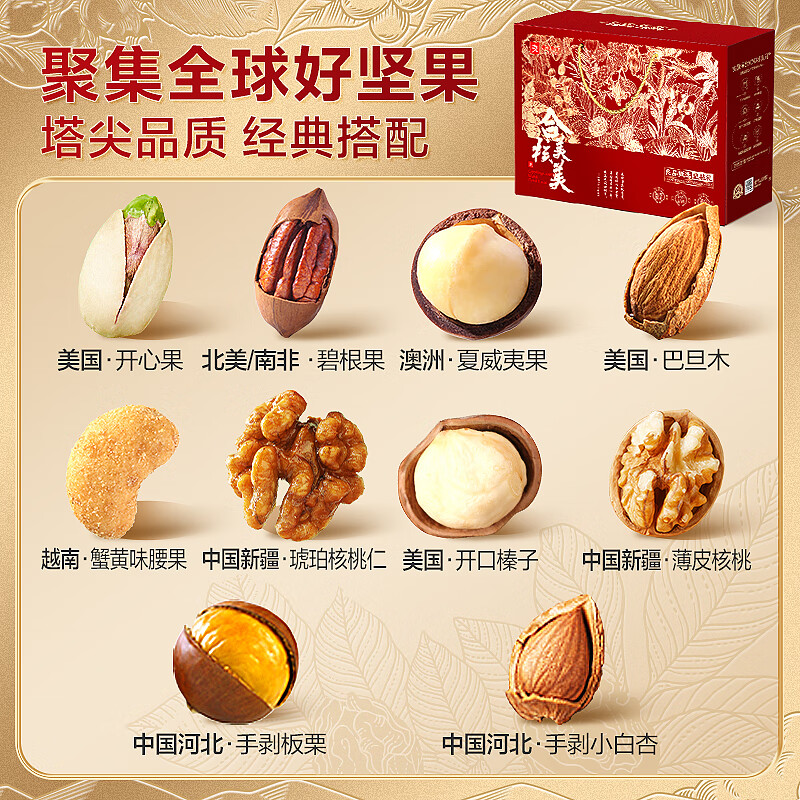 聚集全球好坚果
塔尖品质 经典搭配
合核美美
美国·开心果
北美/南非·碧根果
澳洲·夏威夷果
美国·巴旦木
越南·蟹黄味腰果
中国新疆·琥珀核桃仁
美国·开口榛子
中国新疆·薄皮核桃
中国河北·手剥板栗
中国河北·手剥小白杏